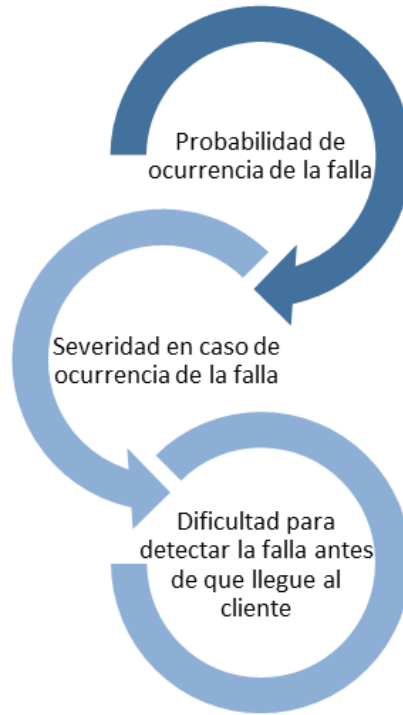 Probabilidad de
ocurrencia de la falla
Severidad en caso de
ocurrencia de la falla
Dificultad para
detectar la falla antes
de que llegue al
cliente